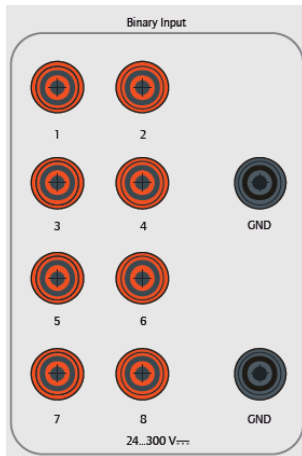 Binary Input
1 2
3 4 GND
5 6
7 8 GND
24...300 V⎓